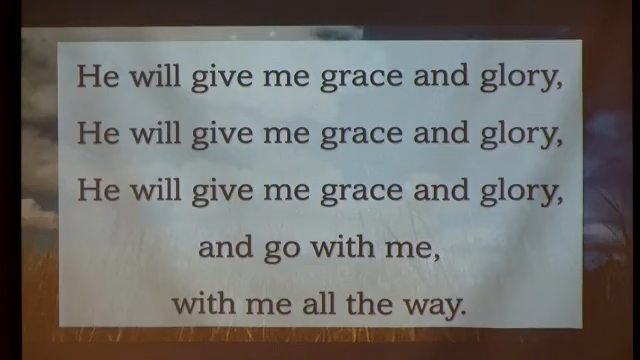 He will give me grace and glory,
He will give me grace and glory,
He will give me grace and glory,
and go with me,
with me all the way.